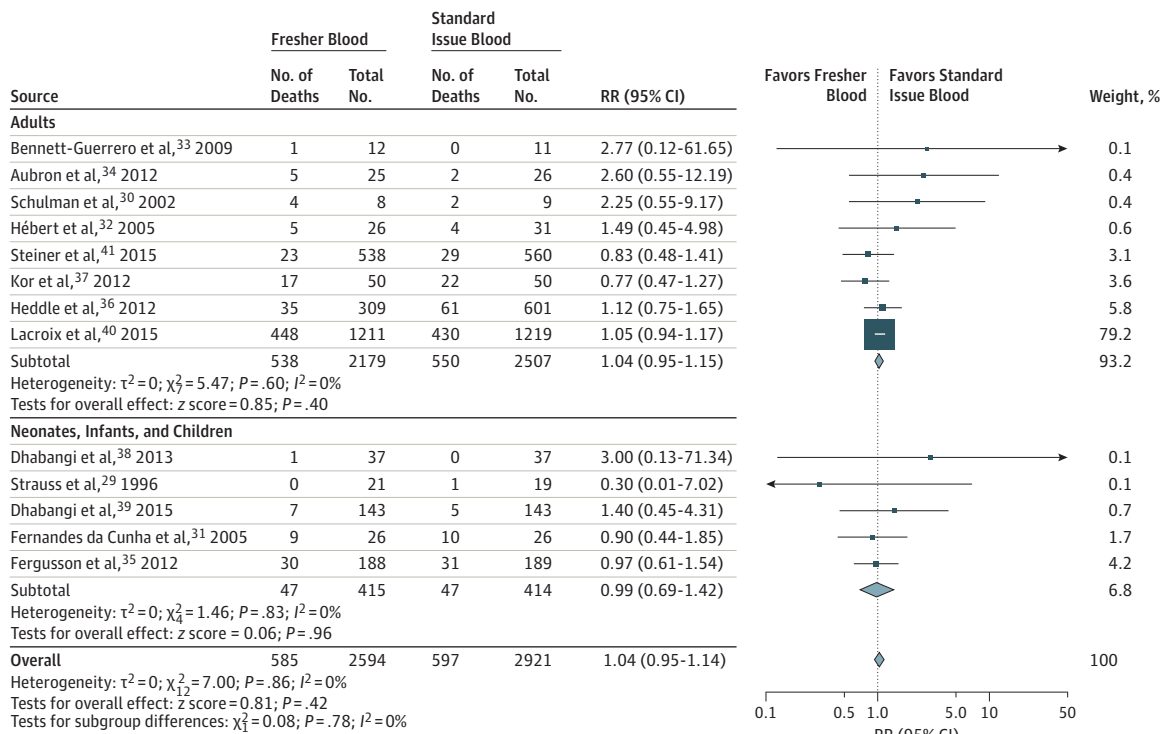 Fresher Blood Standard Issue Blood
Source No. of Deaths Total No. No. of Deaths Total No. RR (95% CI) Favors Fresher Blood Favors Standard Issue Blood Weight, %
Adults
Bennett-Guerrero et al,³³ 2009 1 12 0 11 2.77 (0.12-61.65) 0.1
Aubron et al,³⁴ 2012 5 25 2 26 2.60 (0.55-12.19) 0.4
Schulman et al,³⁰ 2002 4 8 2 9 2.25 (0.55-9.17) 0.4
Hébert et al,³² 2005 5 26 4 31 1.49 (0.45-4.98) 0.6
Steiner et al,⁴¹ 2015 23 538 29 560 0.83 (0.48-1.41) 3.1
Kor et al,³⁷ 2012 17 50 22 50 0.77 (0.47-1.27) 3.6
Heddle et al,³⁶ 2012 35 309 61 601 1.12 (0.75-1.65) 5.8
Lacroix et al,⁴⁰ 2015 448 1211 430 1219 1.05 (0.94-1.17) 79.2
Subtotal 538 2179 550 2507 1.04 (0.95-1.15) 93.2
Heterogeneity: τ²=0; χ²₇=5.47; P=.60; I²=0%
Tests for overall effect: z score=0.85; P=.40
Neonates, Infants, and Children
Dhabangi et al,³⁸ 2013 1 37 0 37 3.00 (0.13-71.34) 0.1
Strauss et al,²⁹ 1996 0 21 1 19 0.30 (0.01-7.02) 0.1
Dhabangi et al,³⁹ 2015 7 143 5 143 1.40 (0.45-4.31) 0.7
Fernandes da Cunha et al,³¹ 2005 9 26 10 26 0.90 (0.44-1.85) 1.7
Fergusson et al,³⁵ 2012 30 188 31 189 0.97 (0.61-1.54) 4.2
Subtotal 47 415 47 414 0.99 (0.69-1.42) 6.8
Heterogeneity: τ²=0; χ²₄=1.46; P=.83; I²=0%
Tests for overall effect: z score = 0.06; P=.96
Overall 585 2594 597 2921 1.04 (0.95-1.14) 100
Heterogeneity: τ²=0; χ²₁₂=7.00; P=.86; I²=0%
Tests for overall effect: z score=0.81; P=.42
Tests for subgroup differences: χ²₁=0.08; P=.78; I²=0%
0.1 0.5 1.0 5.0 10 50
RR (95% CI)